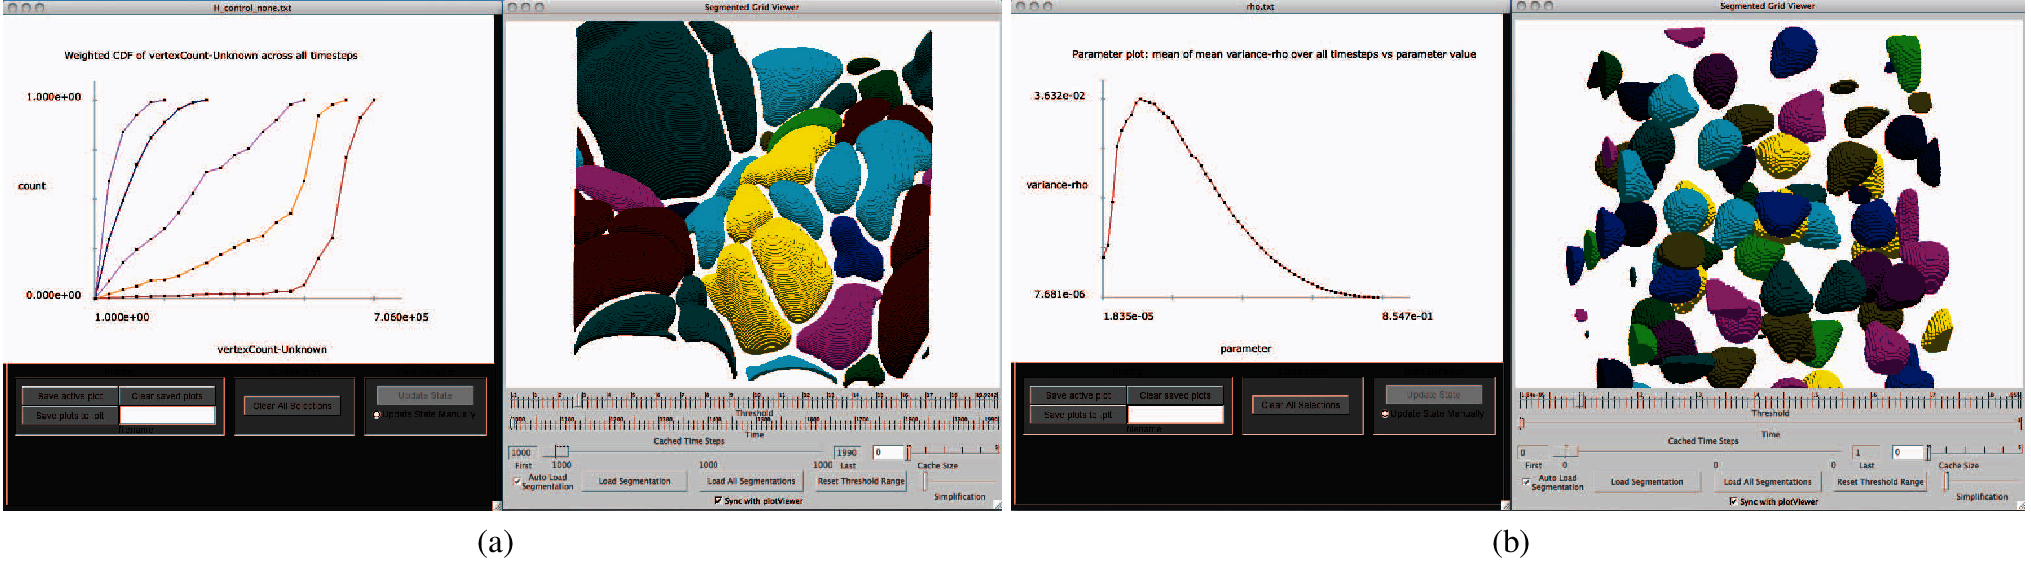 H_control_none.txt
Weighted CDF of vertexCount-Unknown across all timesteps
1.000e+00
count
0.000e+00
1.000e+00 7.060e+05
vertexCount-Unknown
Save active plot Clear saved plots
Save plots to .plt
filename
Clear All Selections
Update State
Update State Manually
Segmented Grid Viewer
Threshold
Time
Cached Time Steps
1000 1990 0
First 1000 1000 1000 Last Cache Size
Auto Load Segmentation
Load Segmentation Load All Segmentations Reset Threshold Range
Simplification
Sync with plotViewer
(a)
rho.txt
Parameter plot: mean of mean variance-rho over all timesteps vs parameter value
3.632e-02
variance-rho
7.681e-06
1.835e-05 8.547e-01
parameter
Save active plot Clear saved plots
Save plots to .plt
filename
Clear All Selections
Update State
Update State Manually
Segmented Grid Viewer
Threshold
Time
Cached Time Steps
0 1 0
First 0 0 0 Last Cache Size
Auto Load Segmentation
Load Segmentation Load All Segmentations Reset Threshold Range
Simplification
Sync with plotViewer
(b)